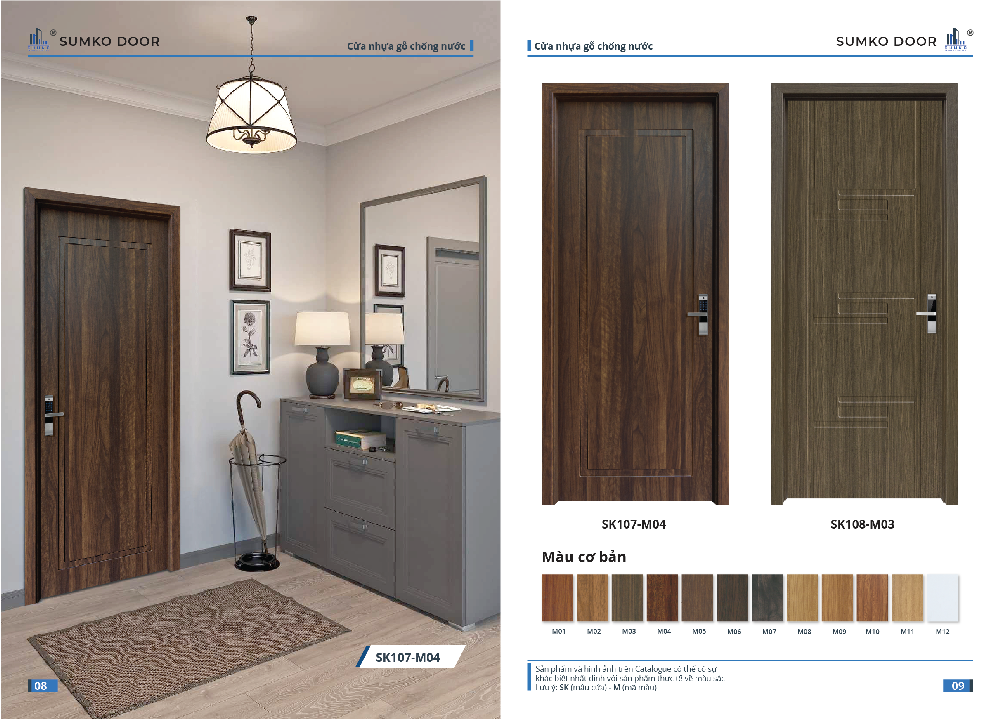 SUMKO DOOR
Cửa nhựa gỗ chống nước
SK107-M04
08
Cửa nhựa gỗ chống nước
SUMKO DOOR
SUMKO
SK107-M04
SK108-M03
Màu cơ bản
M01 M02 M03 M04 M05 M06 M07 M08 M09 M10 M11 M12
Sản phẩm và hình ảnh trên Catalogue có thể có sự
khác biệt nhất định với sản phẩm thực tế về màu sắc
Lưu ý: SK (mẫu cửa) - M (mã màu)
09